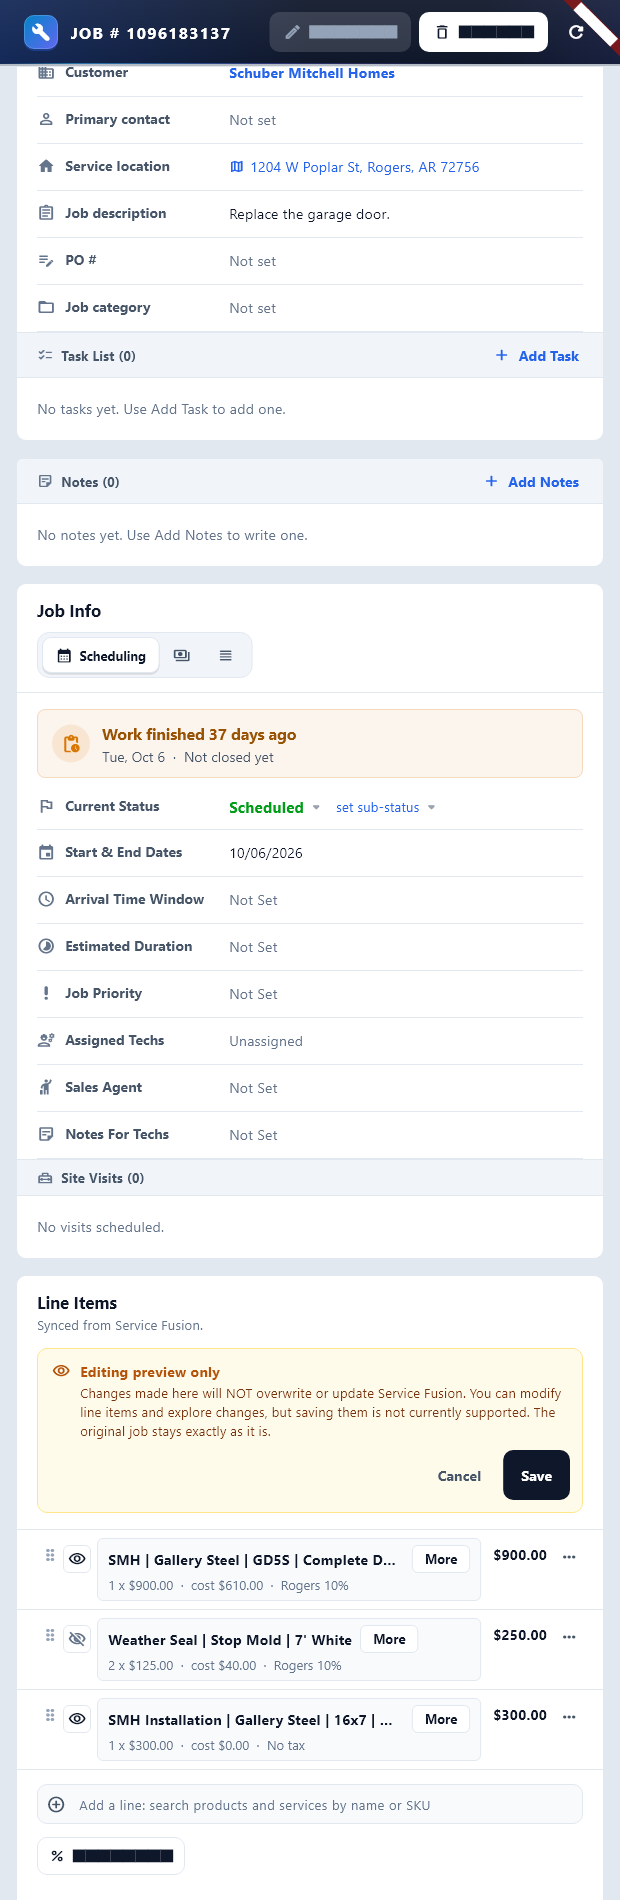 JOB # 1096183137
Customer Schuber Mitchell Homes
Primary contact Not set
Service location 1204 W Poplar St, Rogers, AR 72756
Job description Replace the garage door.
PO # Not set
Job category Not set
Task List (0) + Add Task
No tasks yet. Use Add Task to add one.
Notes (0) + Add Notes
No notes yet. Use Add Notes to write one.
Job Info
Scheduling
Work finished 37 days ago
Tue, Oct 6 · Not closed yet
Current Status Scheduled set sub-status
Start & End Dates 10/06/2026
Arrival Time Window Not Set
Estimated Duration Not Set
Job Priority Not Set
Assigned Techs Unassigned
Sales Agent Not Set
Notes For Techs Not Set
Site Visits (0)
No visits scheduled.
Line Items
Synced from Service Fusion.
Editing preview only
Changes made here will NOT overwrite or update Service Fusion. You can modify
line items and explore changes, but saving them is not currently supported. The
original job stays exactly as it is.
Cancel Save
SMH | Gallery Steel | GD5S | Complete D... More $900.00
1 x $900.00 · cost $610.00 · Rogers 10%
Weather Seal | Stop Mold | 7' White More $250.00
2 x $125.00 · cost $40.00 · Rogers 10%
SMH Installation | Gallery Steel | 16x7 | ... More $300.00
1 x $300.00 · cost $0.00 · No tax
Add a line: search products and services by name or SKU
%